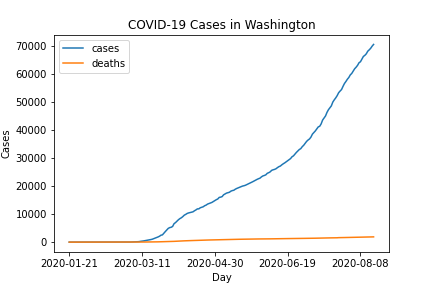 COVID-19 Cases in Washington
cases
deaths
70000
60000
50000
40000
30000
20000
10000
0
Cases
2020-01-21 2020-03-11 2020-04-30 2020-06-19 2020-08-08
Day